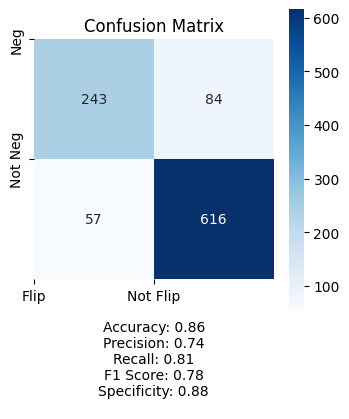 Confusion Matrix
Neg
Not Neg
243
84
57
616
Flip
Not Flip
600
500
400
300
200
100
Accuracy: 0.86
Precision: 0.74
Recall: 0.81
F1 Score: 0.78
Specificity: 0.88